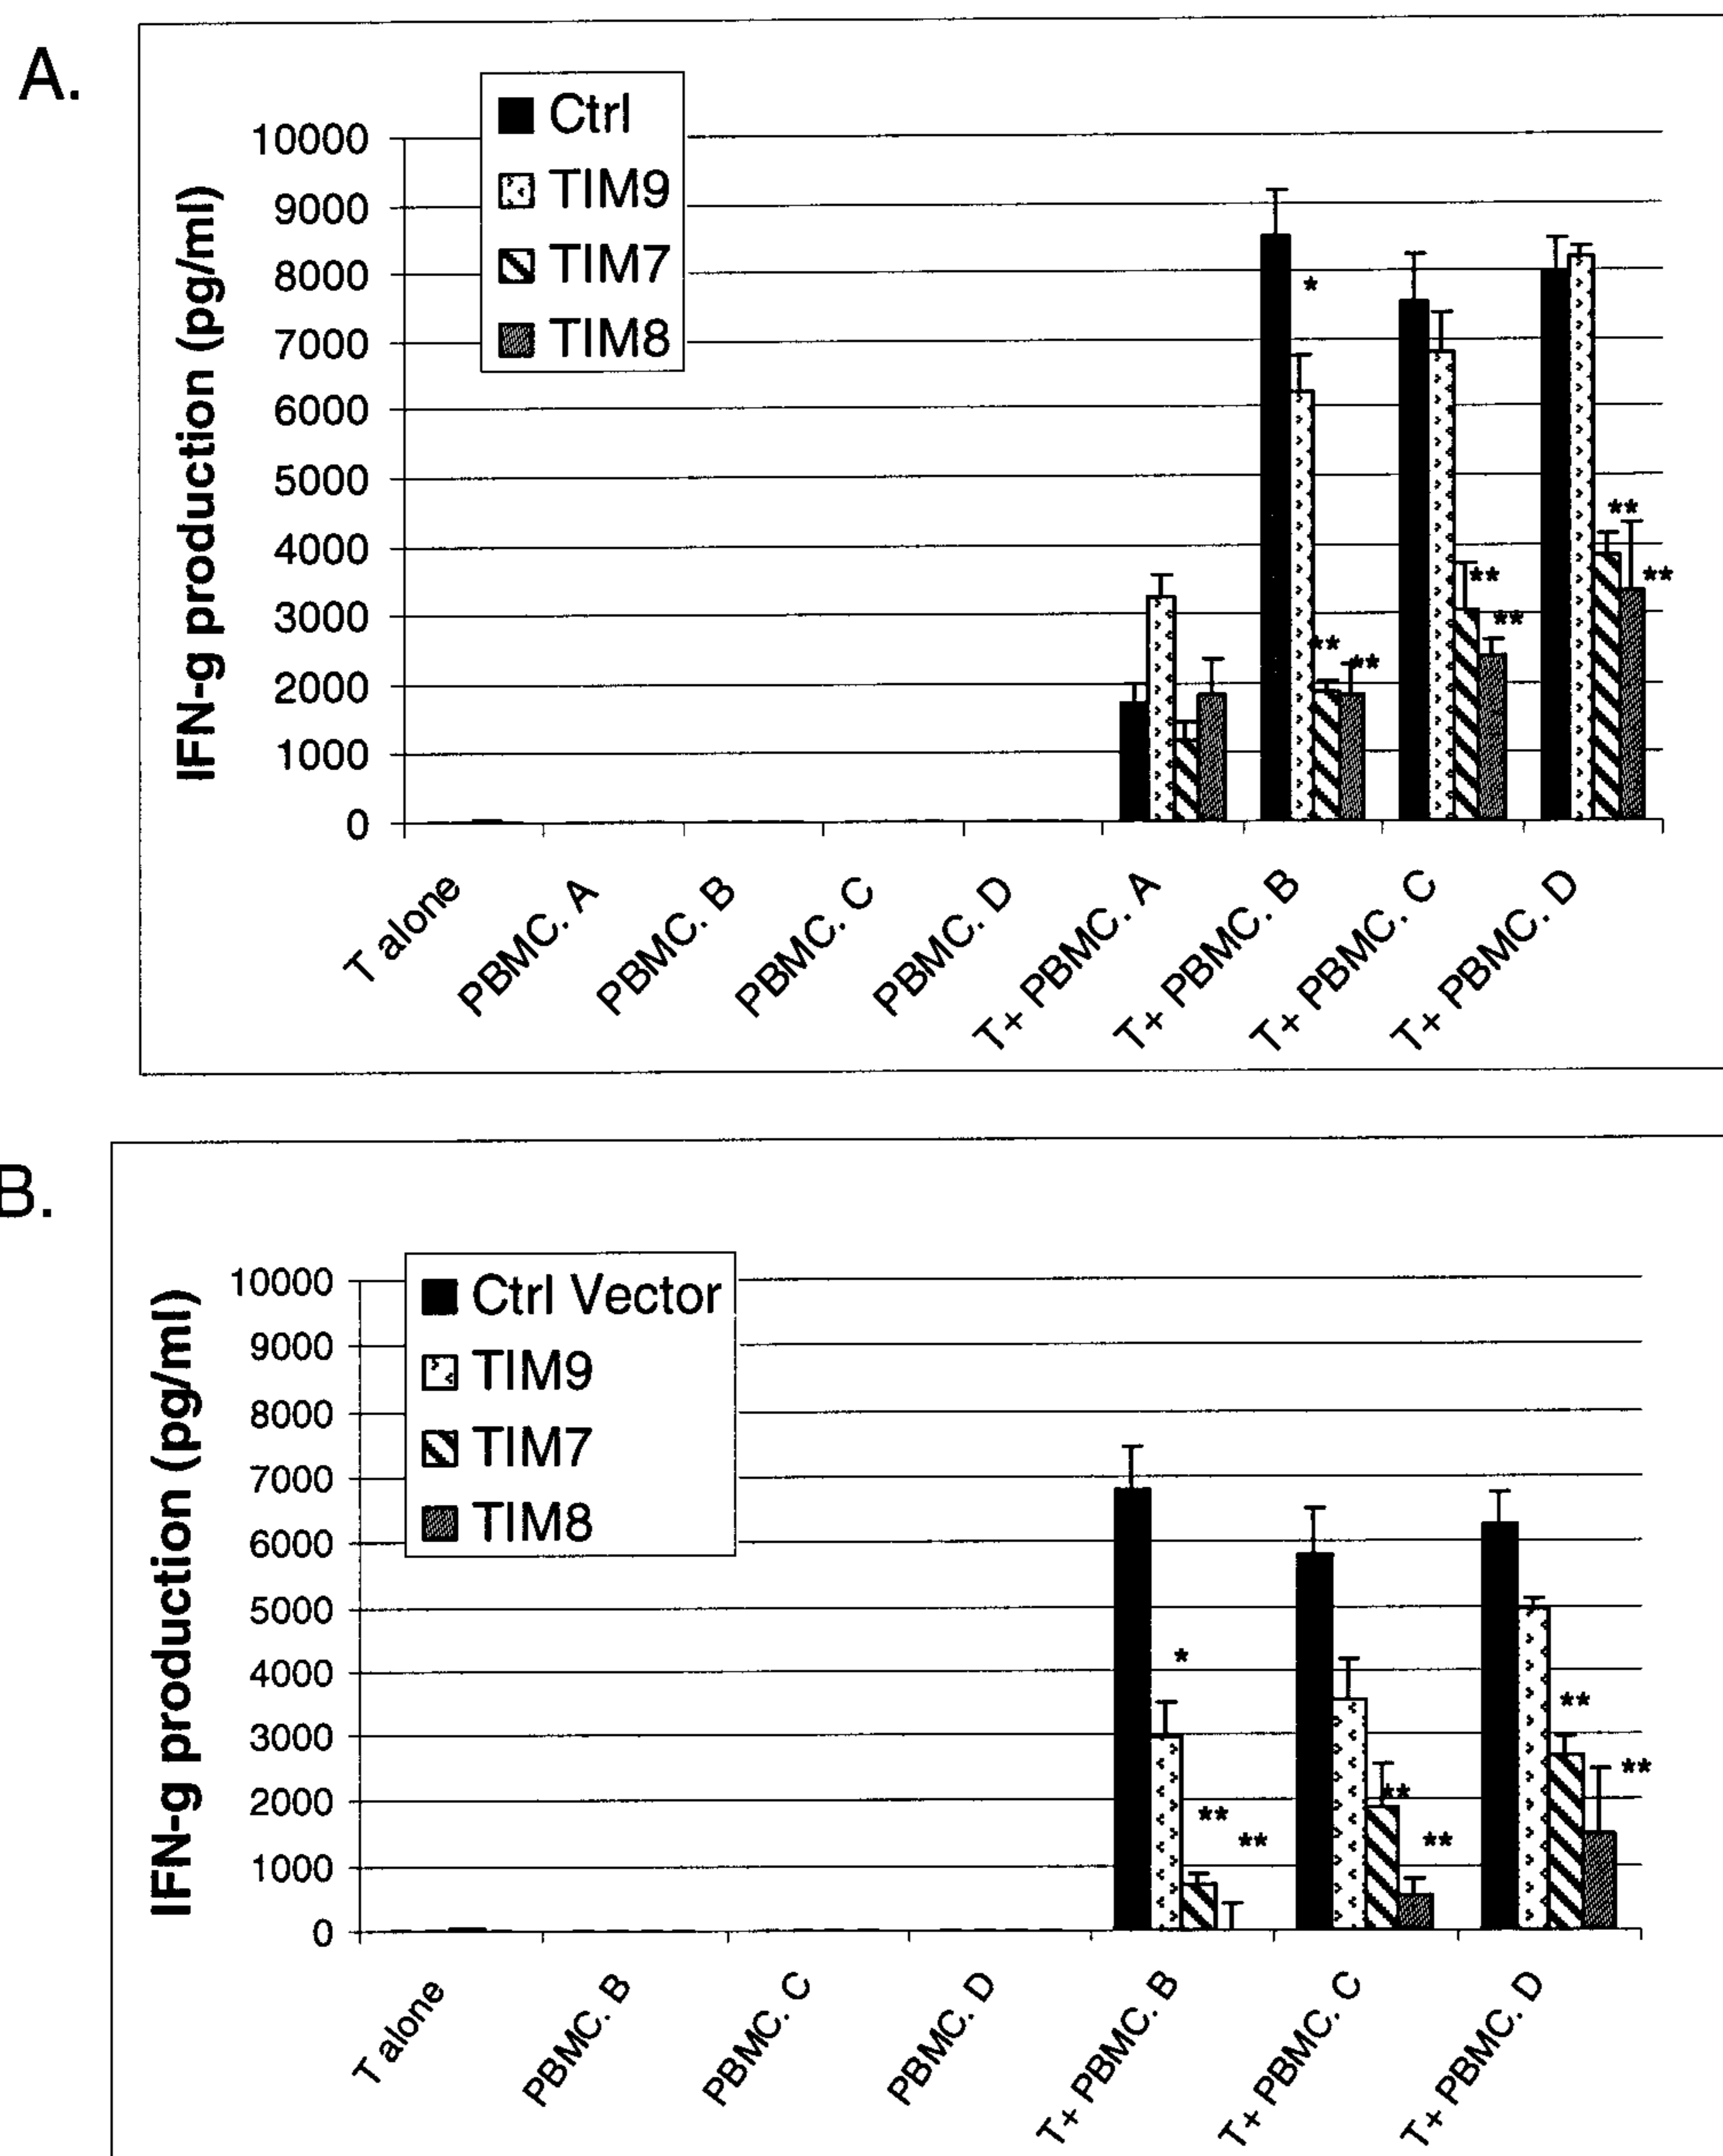 A.
Ctrl
TIM9
TIM7
TIM8
IFN-g production (pg/ml)
10000
9000
8000
7000
6000
5000
4000
3000
2000
1000
0
*
**
**
**
**
**
**
T alone
PBMC. A
PBMC. B
PBMC. C
PBMC. D
T+ PBMC. A
T+ PBMC. B
T+ PBMC. C
T+ PBMC. D
B.
Ctrl Vector
TIM9
TIM7
TIM8
IFN-g production (pg/ml)
10000
9000
8000
7000
6000
5000
4000
3000
2000
1000
0
*
**
**
**
**
**
**
T alone
PBMC. B
PBMC. C
PBMC. D
T+ PBMC. B
T+ PBMC. C
T+ PBMC. D